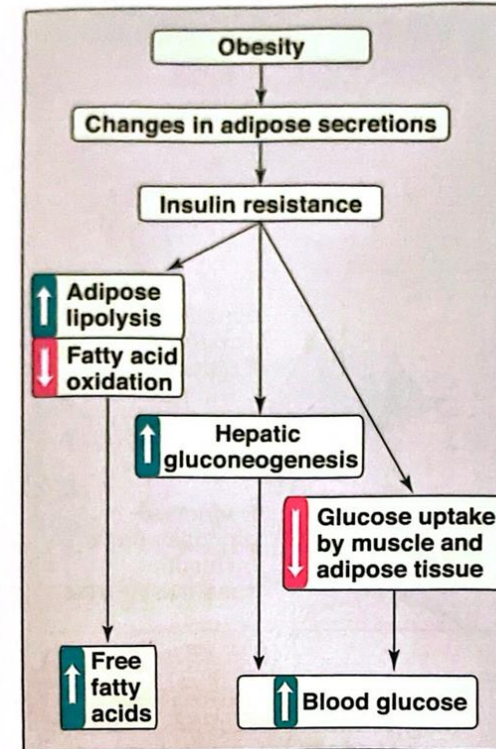 Obesity
Changes in adipose secretions
Insulin resistance
Adipose
lipolysis
Fatty acid
oxidation
Hepatic
gluconeogenesis
Glucose uptake
by muscle and
adipose tissue
Free
fatty
acids
Blood glucose